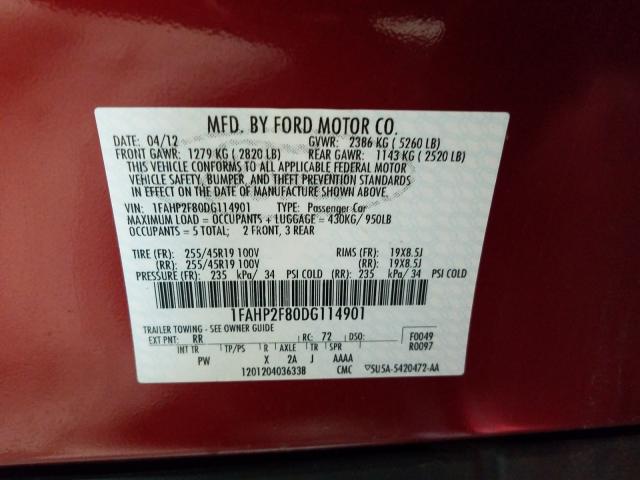 MFD. BY FORD MOTOR CO.
DATE: 04/12 GVWR: 2386 KG ( 5260 LB)
FRONT GAWR: 1279 KG ( 2820 LB) REAR GAWR: 1143 KG ( 2520 LB)
THIS VEHICLE CONFORMS TO ALL APPLICABLE FEDERAL MOTOR
VEHICLE SAFETY, BUMPER, AND THEFT PREVENTION STANDARDS
IN EFFECT ON THE DATE OF MANUFACTURE SHOWN ABOVE.
VIN: 1FAHP2F80DG114901 TYPE: Passenger Car
MAXIMUM LOAD = OCCUPANTS + LUGGAGE = 430KG/ 950LB
OCCUPANTS = 5 TOTAL; 2 FRONT, 3 REAR
TIRE (FR): 255/45R19 100V RIMS (FR): 19X8.5J
(RR): 255/45R19 100V (RR): 19X8.5J
PRESSURE (FR): 235 kPa/ 34 PSI COLD (RR): 235 kPa/ 34 PSI COLD
1FAHP2F80DG114901
TRAILER TOWING - SEE OWNER GUIDE
EXT PNT: RR RC: 72 DSO: F0049
INT TR TP/PS R AXLE TR SPR R0097
PW X 2A J AAAA
12012040363​3B CMC ▽5U5A-5420472-AA